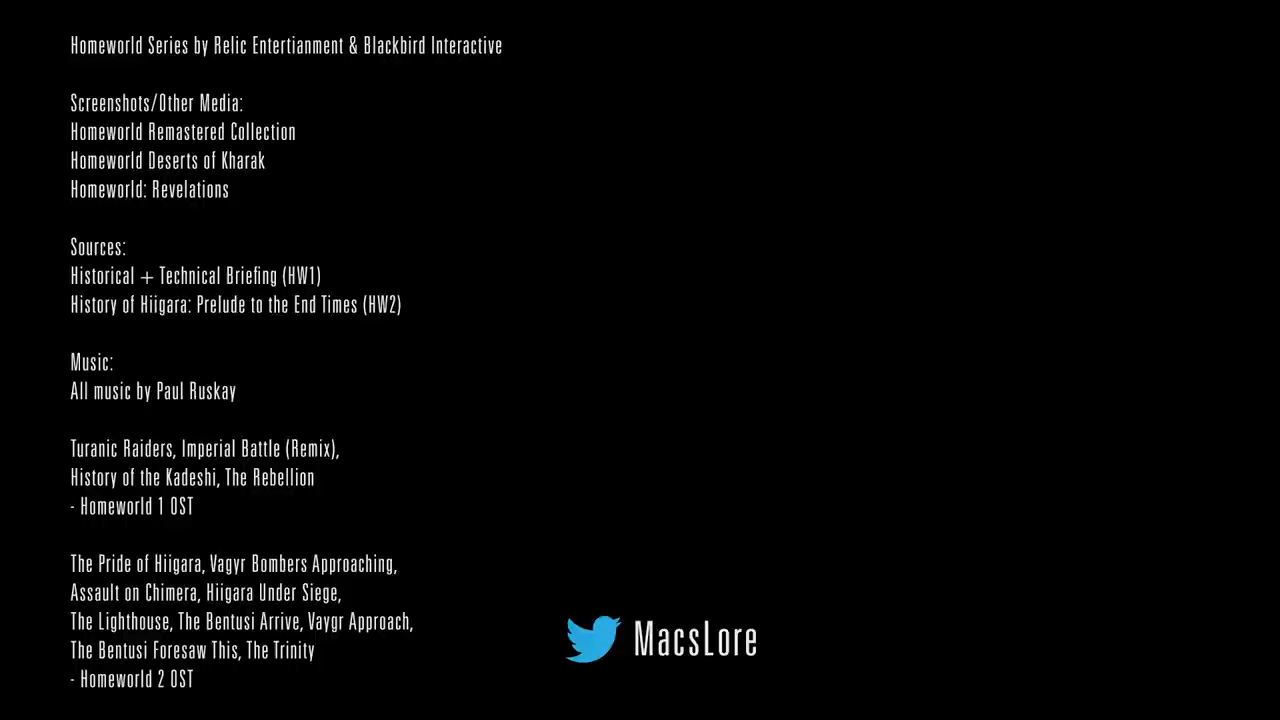 Homeworld Series by Relic Entertianment & Blackbird Interactive
Screenshots/Other Media:
Homeworld Remastered Collection
Homeworld Deserts of Kharak
Homeworld: Revelations
Sources:
Historical + Technical Briefing (HW1)
History of Hiigara: Prelude to the End Times (HW2)
Music:
All music by Paul Ruskay
Turanic Raiders, Imperial Battle (Remix),
History of the Kadeshi, The Rebellion
- Homeworld 1 OST
The Pride of Hiigara, Vagyr Bombers Approaching,
Assault on Chimera, Hiigara Under Siege,
The Lighthouse, The Bentusi Arrive, Vaygr Approach,
The Bentusi Foresaw This, The Trinity
- Homeworld 2 OST
MacsLore